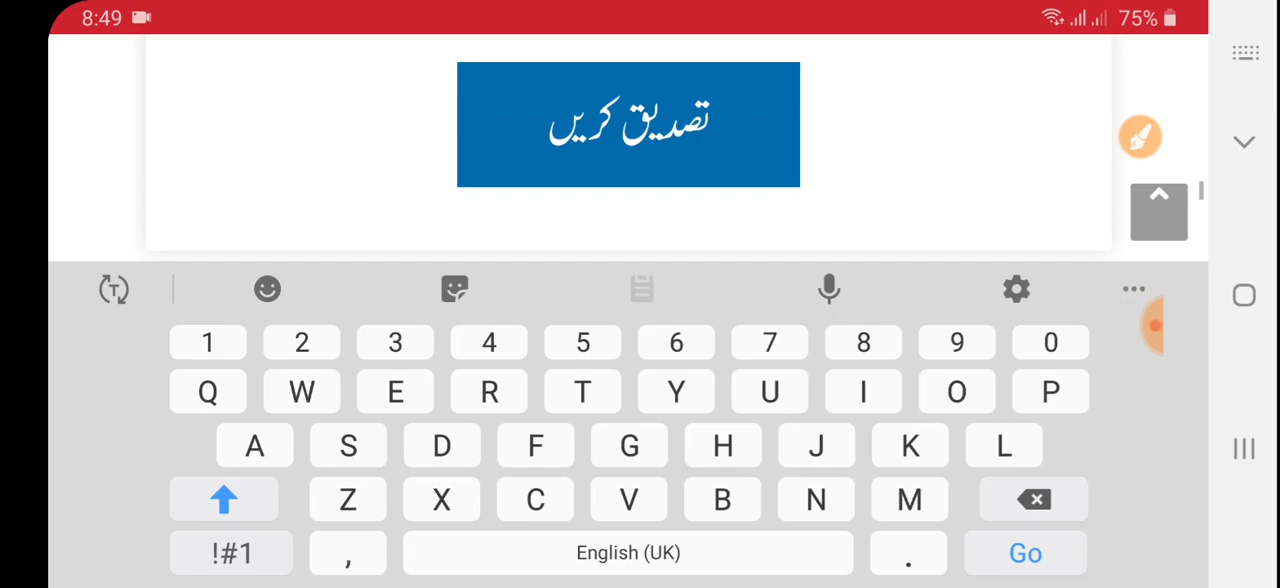 8:49 75%
تصدیق کریں
1 2 3 4 5 6 7 8 9 0
Q W E R T Y U I O P
A S D F G H J K L
Z X C V B N M
!#1 , English (UK) . Go